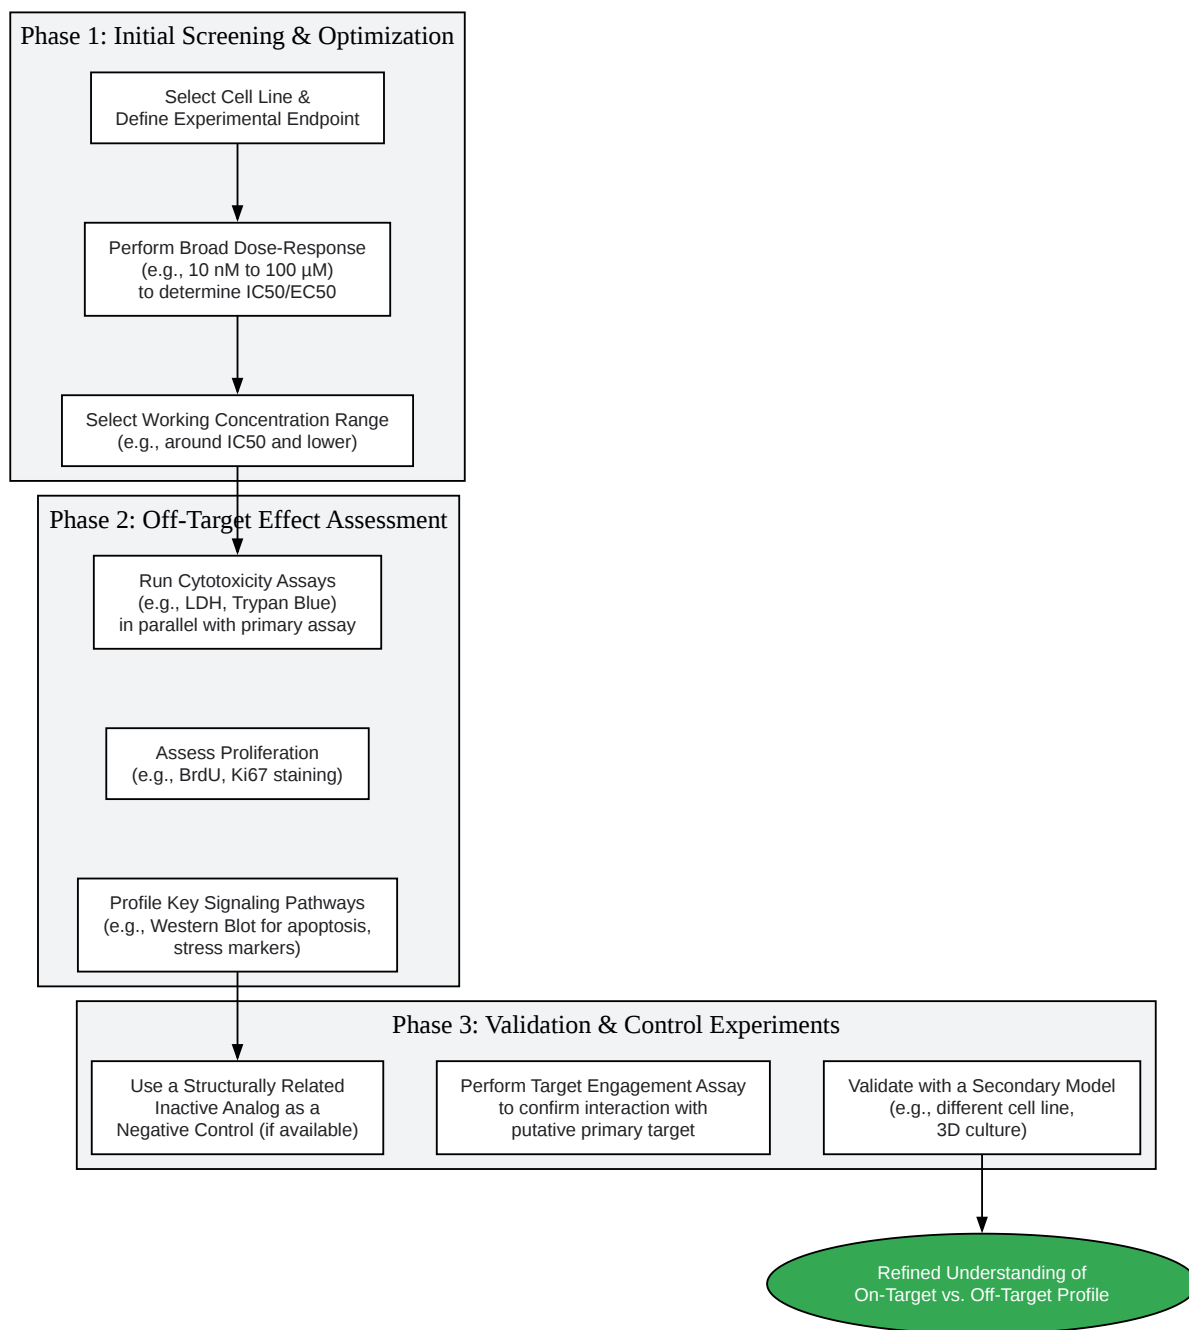 Phase 1: Initial Screening & Optimization
Select Cell Line &
Define Experimental Endpoint
Perform Broad Dose-Response
(e.g., 10 nM to 100 µM)
to determine IC50/EC50
Select Working Concentration Range
(e.g., around IC50 and lower)
Phase 2: Off-Target Effect Assessment
Run Cytotoxicity Assays
(e.g., LDH, Trypan Blue)
in parallel with primary assay
Assess Proliferation
(e.g., BrdU, Ki67 staining)
Profile Key Signaling Pathways
(e.g., Western Blot for apoptosis,
stress markers)
Phase 3: Validation & Control Experiments
Use a Structurally Related
Inactive Analog as a
Negative Control (if available)
Perform Target Engagement Assay
to confirm interaction with
putative primary target
Validate with a Secondary Model
(e.g., different cell line,
3D culture)
Refined Understanding of
On-Target vs. Off-Target Profile